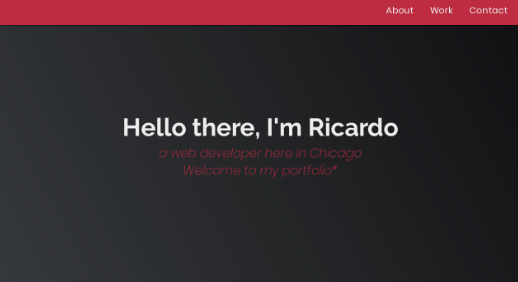 About Work Contact
Hello there, I'm Ricardo
a web developer here in Chicago
Welcome to my portfolio*